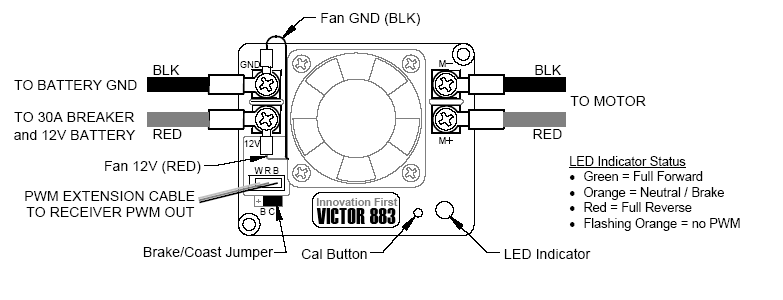 Fan GND (BLK)
GND
M-
BLK
BLK
TO BATTERY GND
TO MOTOR
TO 30A BREAKER
and 12V BATTERY
RED
RED
12V
M+
Fan 12V (RED)
W R B
PWM EXTENSION CABLE
TO RECEIVER PWM OUT
B C
Innovation First
VICTOR 883
Brake/Coast Jumper
Cal Button
LED Indicator
LED Indicator Status
• Green = Full Forward
• Orange = Neutral / Brake
• Red = Full Reverse
• Flashing Orange = no PWM